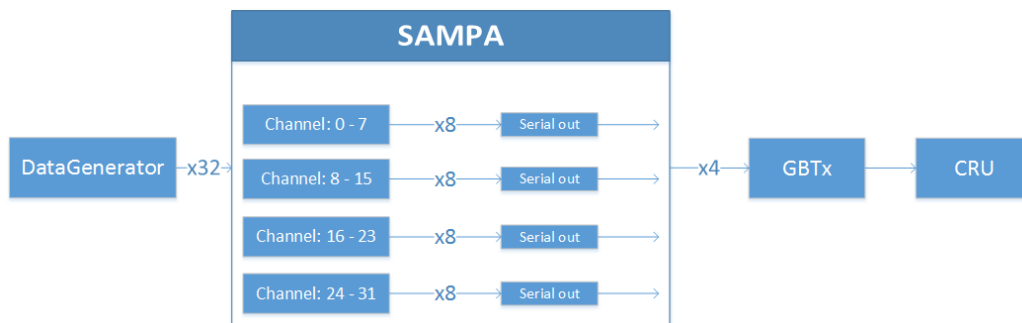 SAMPA
Channel: 0 - 7
x8
Serial out
DataGenerator
x32
Channel: 8 - 15
x8
Serial out
x4
GBTx
CRU
Channel: 16 - 23
x8
Serial out
Channel: 24 - 31
x8
Serial out